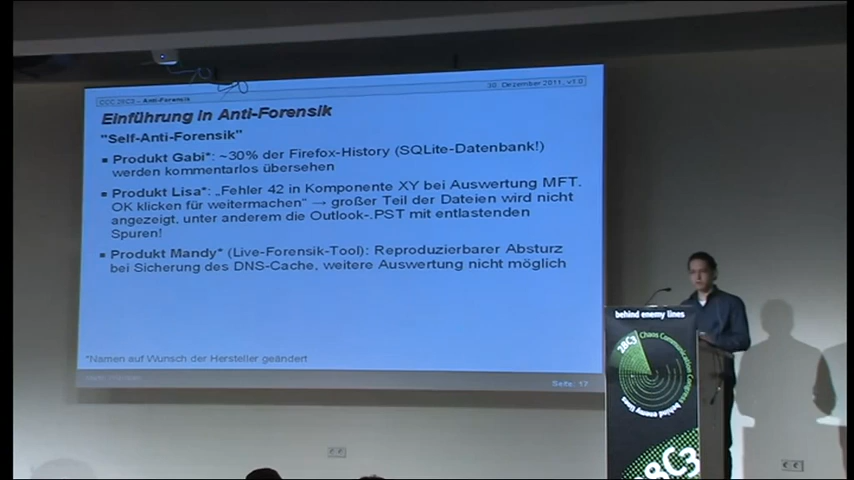 CCC 28C3 – Anti-Forensik
30. Dezember 2011, v1.0
Einführung in Anti-Forensik
"Self-Anti-Forensik"
Produkt Gabi*: ~30% der Firefox-History (SQLite-Datenbank!)
werden kommentarlos übersehen
Produkt Lisa*: „Fehler 42 in Komponente XY bei Auswertung MFT.
OK klicken für weitermachen“ → großer Teil der Dateien wird nicht
angezeigt, unter anderem die Outlook-.PST mit entlastenden
Spuren!
Produkt Mandy* (Live-Forensik-Tool): Reproduzierbarer Absturz
bei Sicherung des DNS-Cache, weitere Auswertung nicht möglich
*Namen auf Wunsch der Hersteller geändert
Seite: 17
behind enemy lines
28C3
Chaos Communication Congress
behind enemy lines
28C3